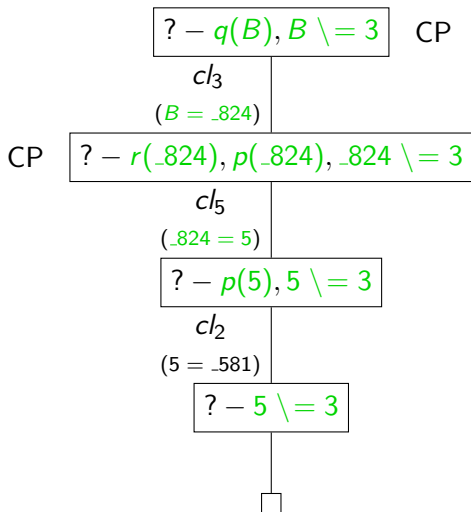 ? − q(B), B \= 3 CP
cl₃
(B = _824)
CP ? − r(_824), p(_824), _824 \= 3
cl₅
(_824 = 5)
? − p(5), 5 \= 3
cl₂
(5 = _581)
? − 5 \= 3